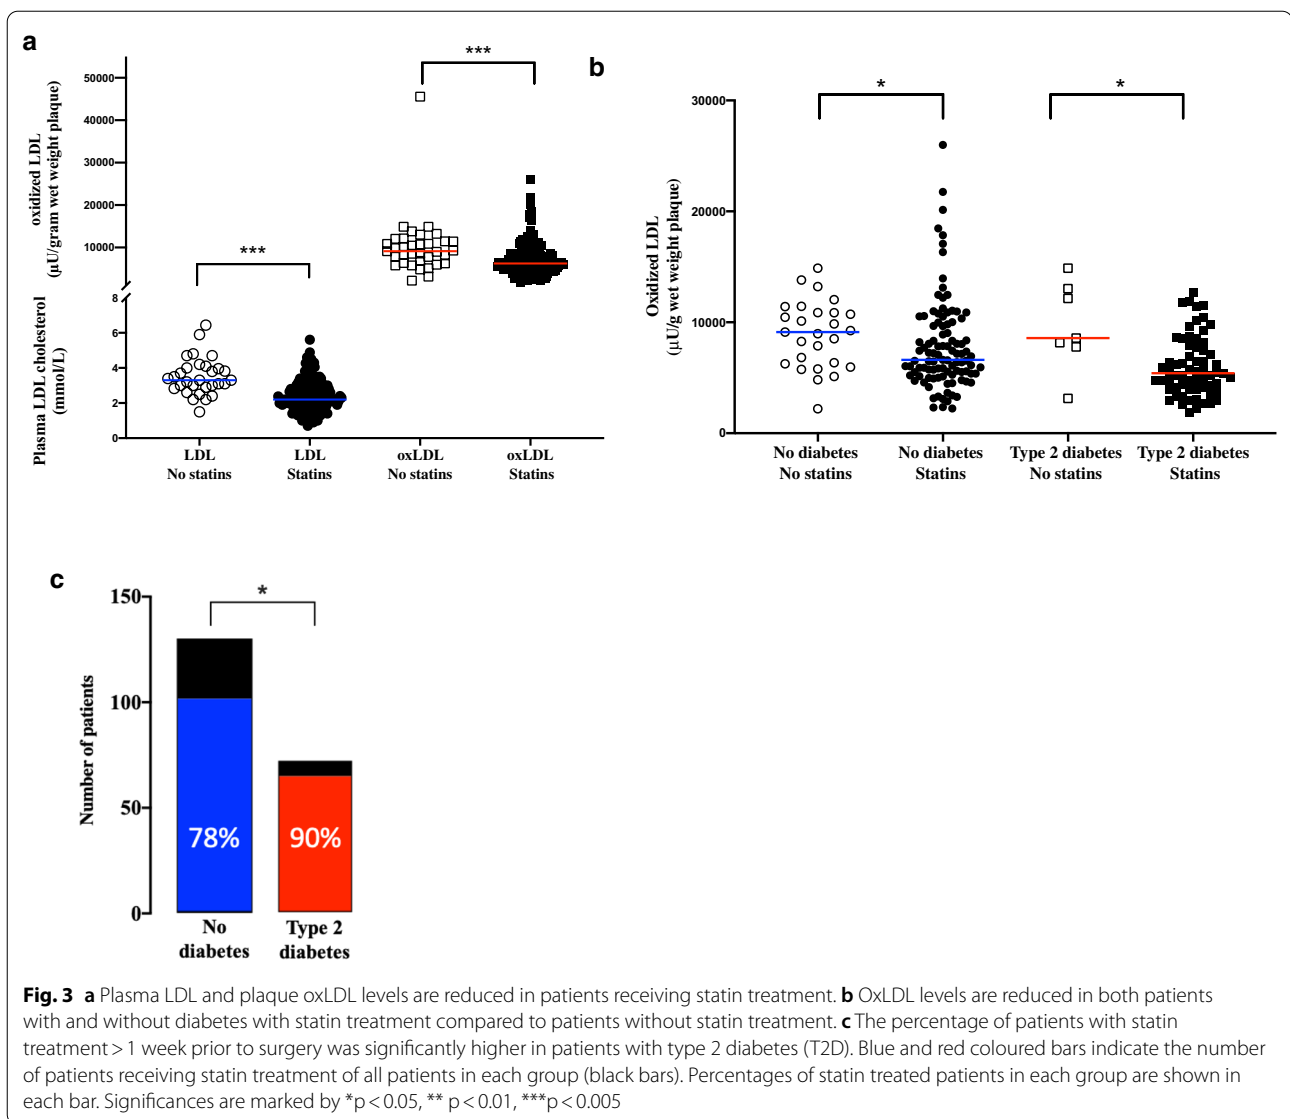 a
***
***
50000
40000
30000
20000
10000
oxidized LDL
(µU/gram wet weight plaque)
8
6
4
2
0
Plasma LDL cholesterol
(mmol/L)
LDL
No statins
LDL
Statins
oxLDL
No statins
oxLDL
Statins
b
*
*
30000
20000
10000
0
Oxidized LDL
(µU/g wet weight plaque)
No diabetes
No statins
No diabetes
Statins
Type 2 diabetes
No statins
Type 2 diabetes
Statins
c
*
150
100
50
0
Number of patients
78%
90%
No
diabetes
Type 2
diabetes
Fig. 3 a Plasma LDL and plaque oxLDL levels are reduced in patients receiving statin treatment. b OxLDL levels are reduced in both patients
with and without diabetes with statin treatment compared to patients without statin treatment. c The percentage of patients with statin
treatment > 1 week prior to surgery was significantly higher in patients with type 2 diabetes (T2D). Blue and red coloured bars indicate the number
of patients receiving statin treatment of all patients in each group (black bars). Percentages of statin treated patients in each group are shown in
each bar. Significances are marked by *p < 0.05, ** p < 0.01, ***p < 0.005